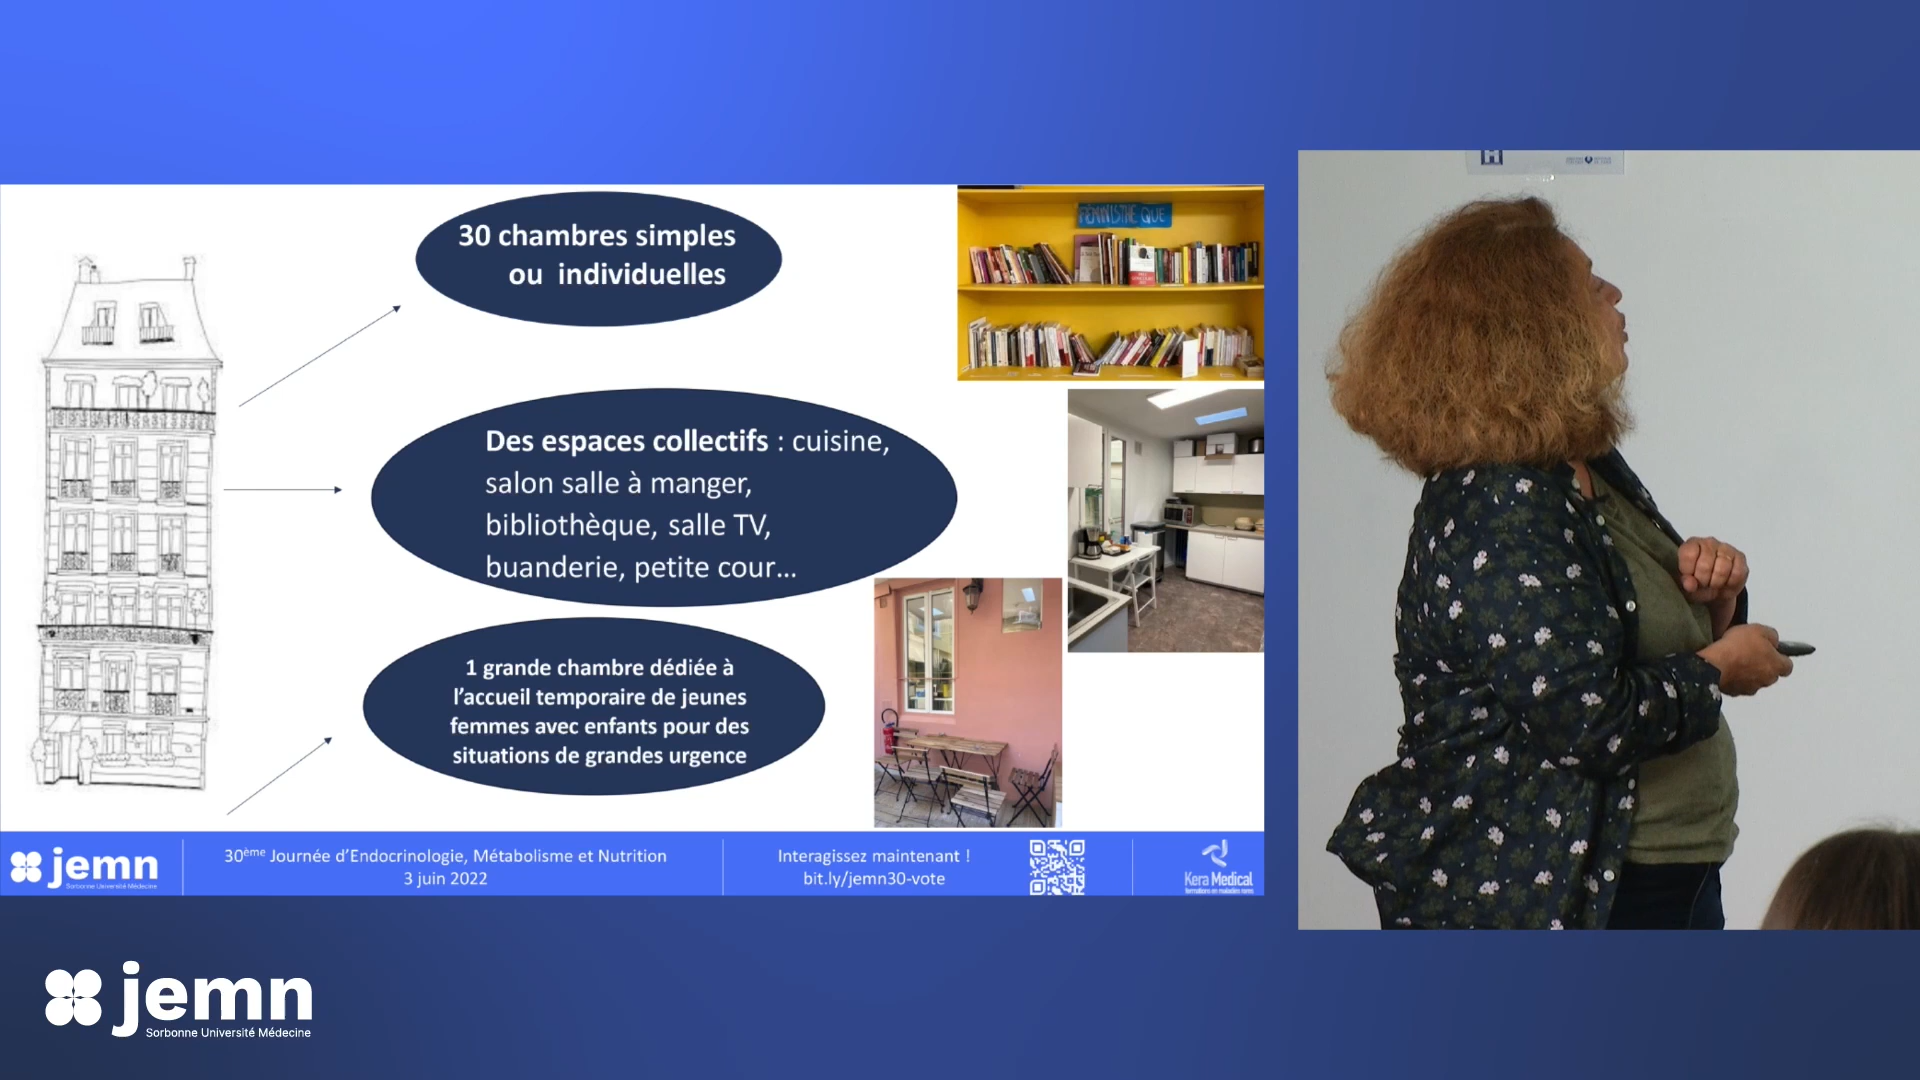 30 chambres simples
ou individuelles
FÉMINISTHÈQUE
Des espaces collectifs : cuisine,
salon salle à manger,
bibliothèque, salle TV,
buanderie, petite cour...
1 grande chambre dédiée à
l'accueil temporaire de jeunes
femmes avec enfants pour des
situations de grandes urgence
jemn
Sorbonne Université Médecine
30ème Journée d'Endocrinologie, Métabolisme et Nutrition
3 juin 2022
Interagissez maintenant !
bit.ly/jemn30-vote
Kera Medical
formations en maladies rares
jemn
Sorbonne Université Médecine